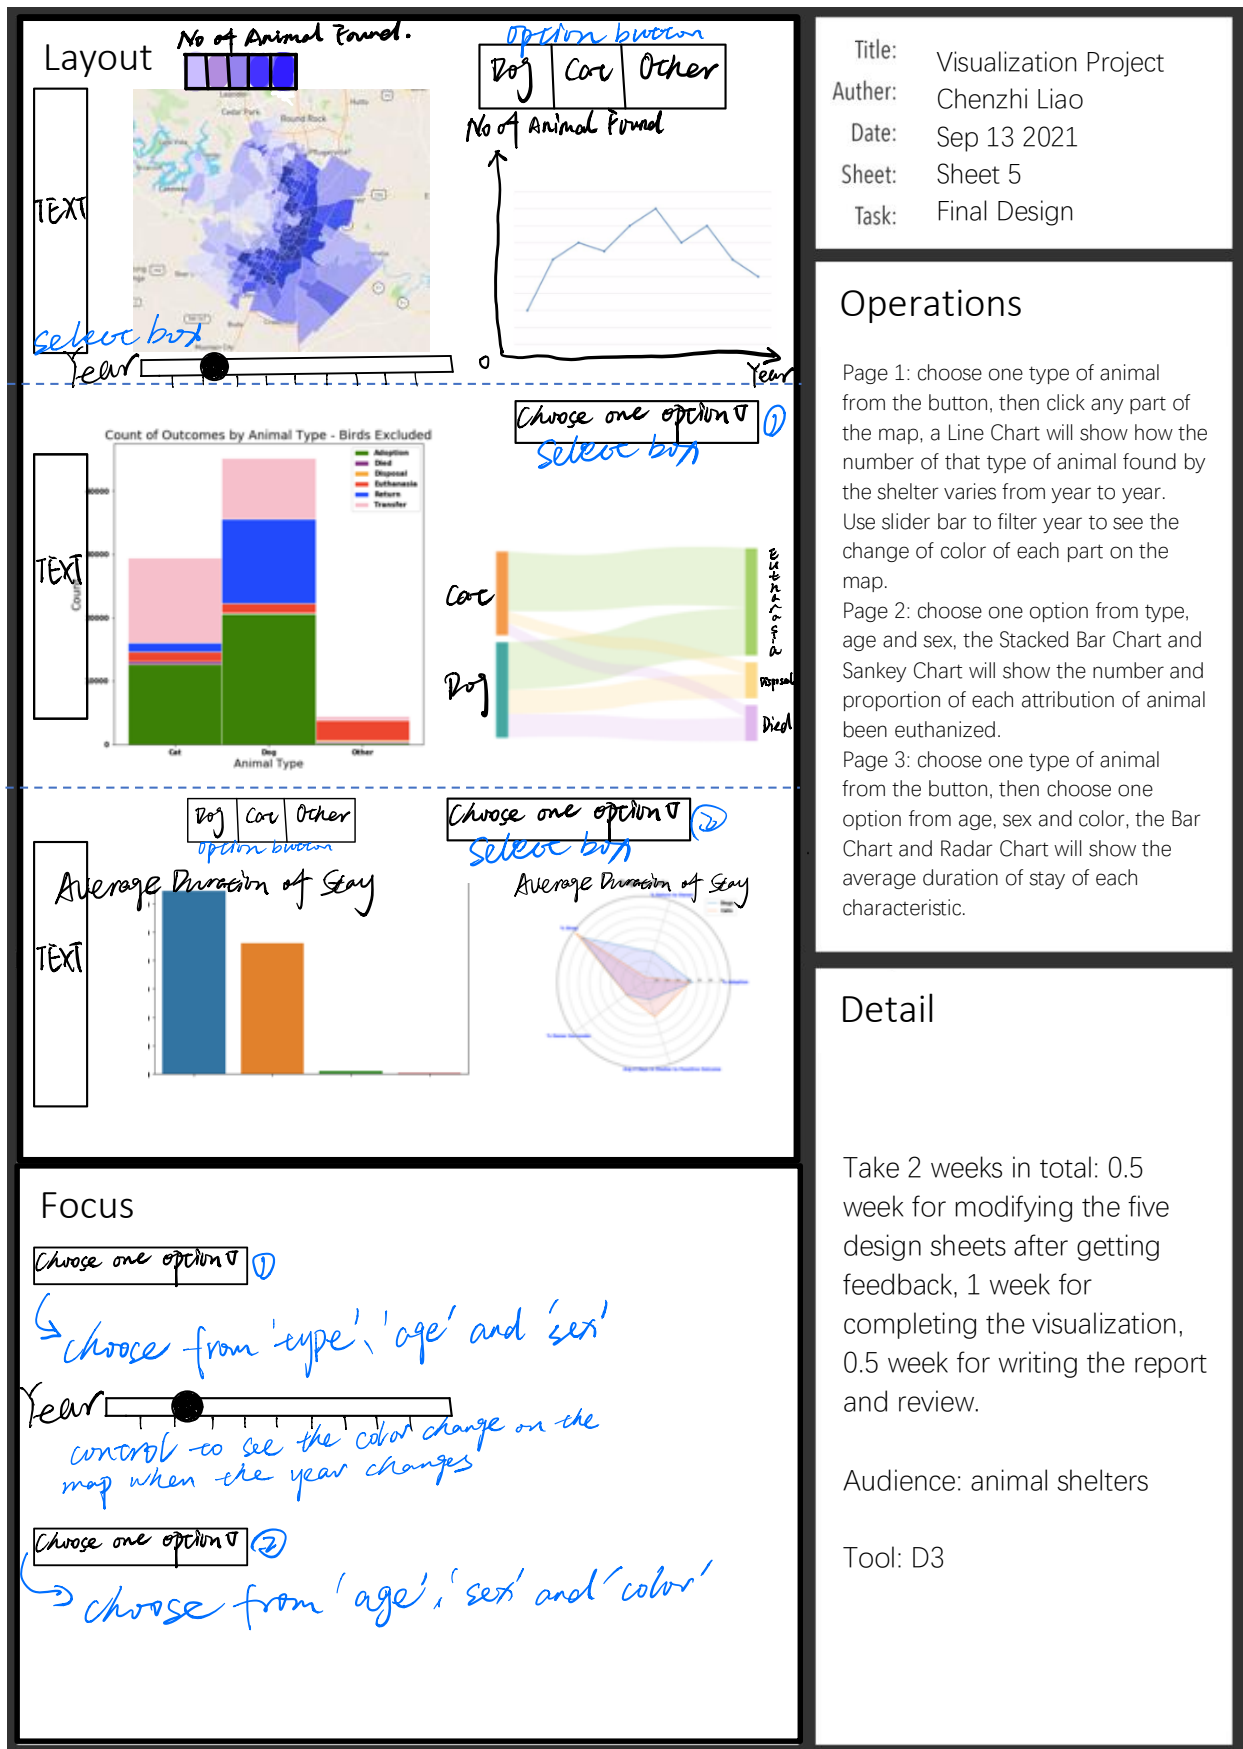 Layout
No of Animal Found.
Leander
Cedar Park
Round Rock
Hutto
Pflugerville
Buda
Mountain City
TEXT
select box
Year
option button
Dog Cat Other
No of Animal Found
0
Year
Choose one option ▽ ①
Select box
Count of Outcomes by Animal Type - Birds Excluded
Adoption
Died
Disposal
Euthanasia
Return
Transfer
TEXT
Count
0
Cat Dog Other
Animal Type
Cat
Dog
Euthanasia
Disposal
Died
Dog Cat Other
option button
Choose one option ▽ ②
Select box
Average Duration of Stay
Average Duration of Stay
TEXT
Focus
Choose one option ▽ ①
choose from 'type'、'age' and 'sex'
Year
control to see the color change on the
map when the year changes
Choose one option ▽ ②
choose from 'age'、'sex' and 'color'
Title: Visualization Project
Auther: Chenzhi Liao
Date: Sep 13 2021
Sheet: Sheet 5
Task: Final Design
Operations
Page 1: choose one type of animal
from the button, then click any part of
the map, a Line Chart will show how the
number of that type of animal found by
the shelter varies from year to year.
Use slider bar to filter year to see the
change of color of each part on the
map.
Page 2: choose one option from type,
age and sex, the Stacked Bar Chart and
Sankey Chart will show the number and
proportion of each attribution of animal
been euthanized.
Page 3: choose one type of animal
from the button, then choose one
option from age, sex and color, the Bar
Chart and Radar Chart will show the
average duration of stay of each
characteristic.
Detail
Take 2 weeks in total: 0.5
week for modifying the five
design sheets after getting
feedback, 1 week for
completing the visualization,
0.5 week for writing the report
and review.
Audience: animal shelters
Tool: D3